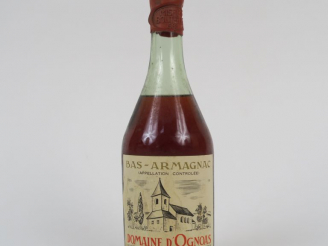 BAS-ARMAGNAC
(APPELLATION CONTROLÉE)
DOMAINE D'OGNOAS